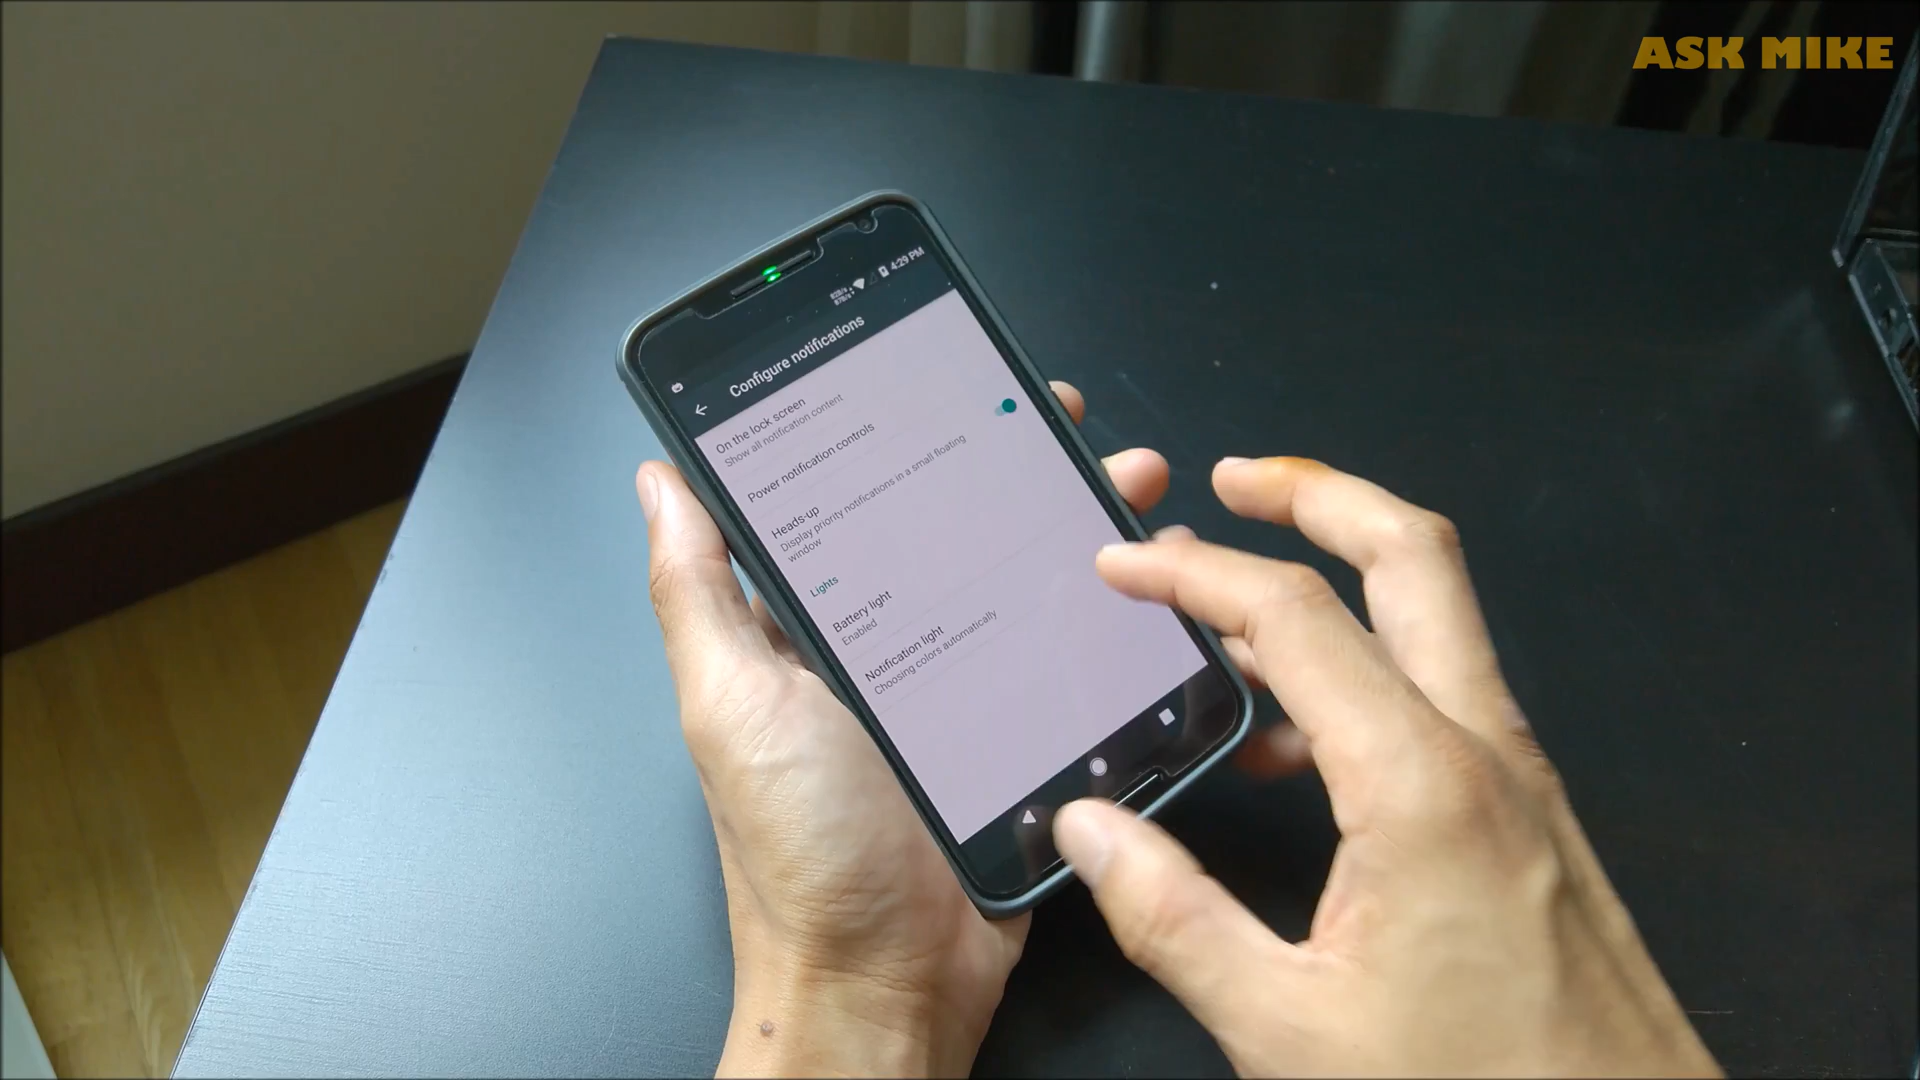 ASK MIKE
4:29 PM
Configure notifications
On the lock screen
Show all notification content
Power notification controls
Heads-up
Display priority notifications in a small floating
window
Lights
Battery light
Enabled
Notification light
Choosing colors automatically